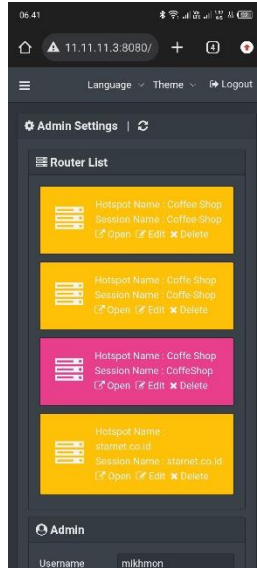 06.41
11.11.11.3:8080/
4
Language Theme Logout
Admin Settings |
Router List
Hotspot Name : Coffee Shop
Session Name : Coffee-Shop
Open Edit Delete
Hotspot Name : Coffe Shop
Session Name : Coffe-Shop
Open Edit Delete
Hotspot Name : Coffe Shop
Session Name : CoffeShop
Open Edit Delete
Hotspot Name :
starnet.co.id
Session Name : starnet.co.id
Open Edit Delete
Admin
Username mikhmon